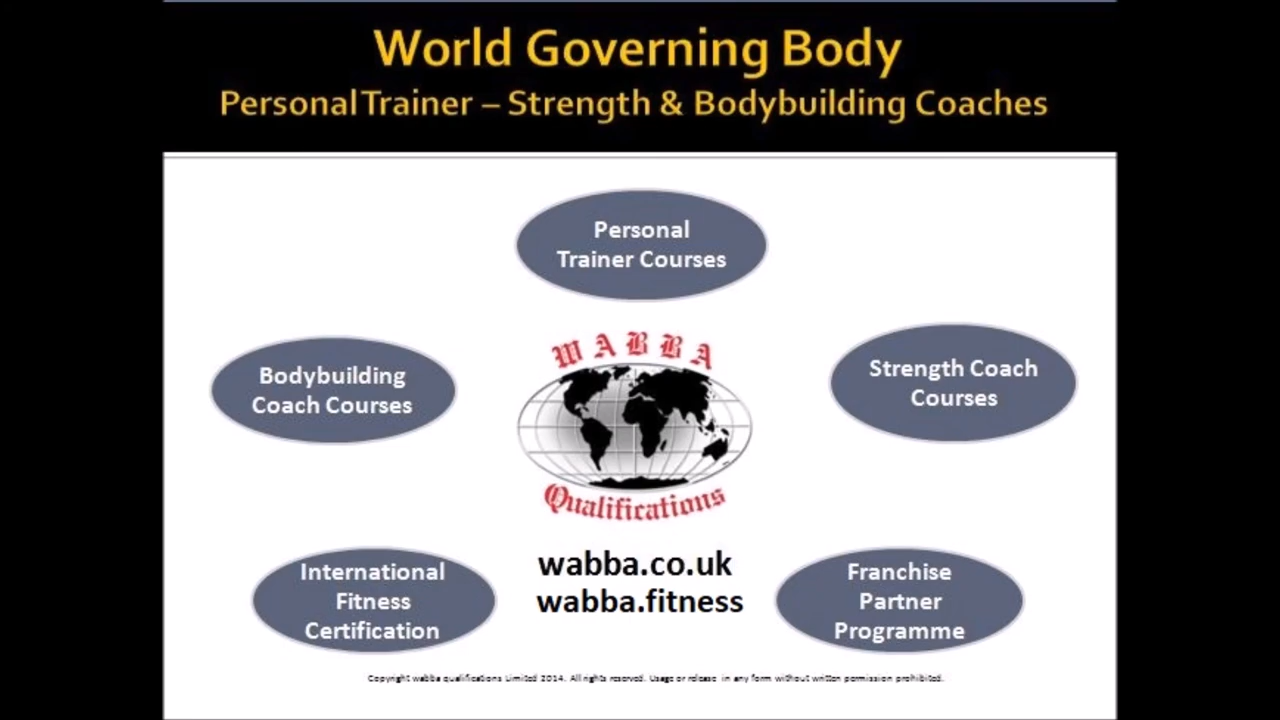 World Governing Body
Personal Trainer – Strength & Bodybuilding Coaches
Personal
Trainer Courses
Bodybuilding
Coach Courses
WABBA
Qualifications
Strength Coach
Courses
International
Fitness
Certification
wabba.co.uk
wabba.fitness
Franchise
Partner
Programme
Copyright wabba qualifications Limited 2014. All rights reserved. Usage or release in any form without written permission prohibited.